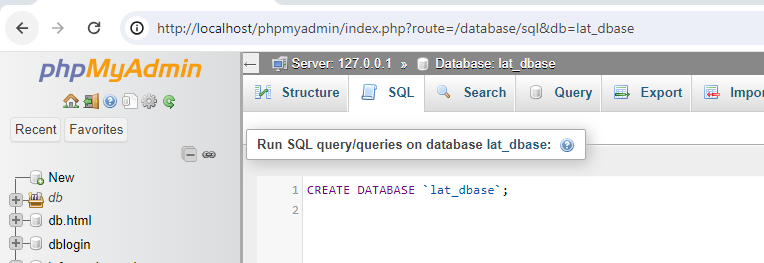 http://localhost/phpmyadmin/index.php?route=/database/sql&db=lat_dbase
phpMyAdmin
Server: 127.0.0.1 » Database: lat_dbase
Structure SQL Search Query Export Impor
Recent Favorites
Run SQL query/queries on database lat_dbase:
New
db
db.html
dblogin
1 CREATE DATABASE `lat_dbase`;
2